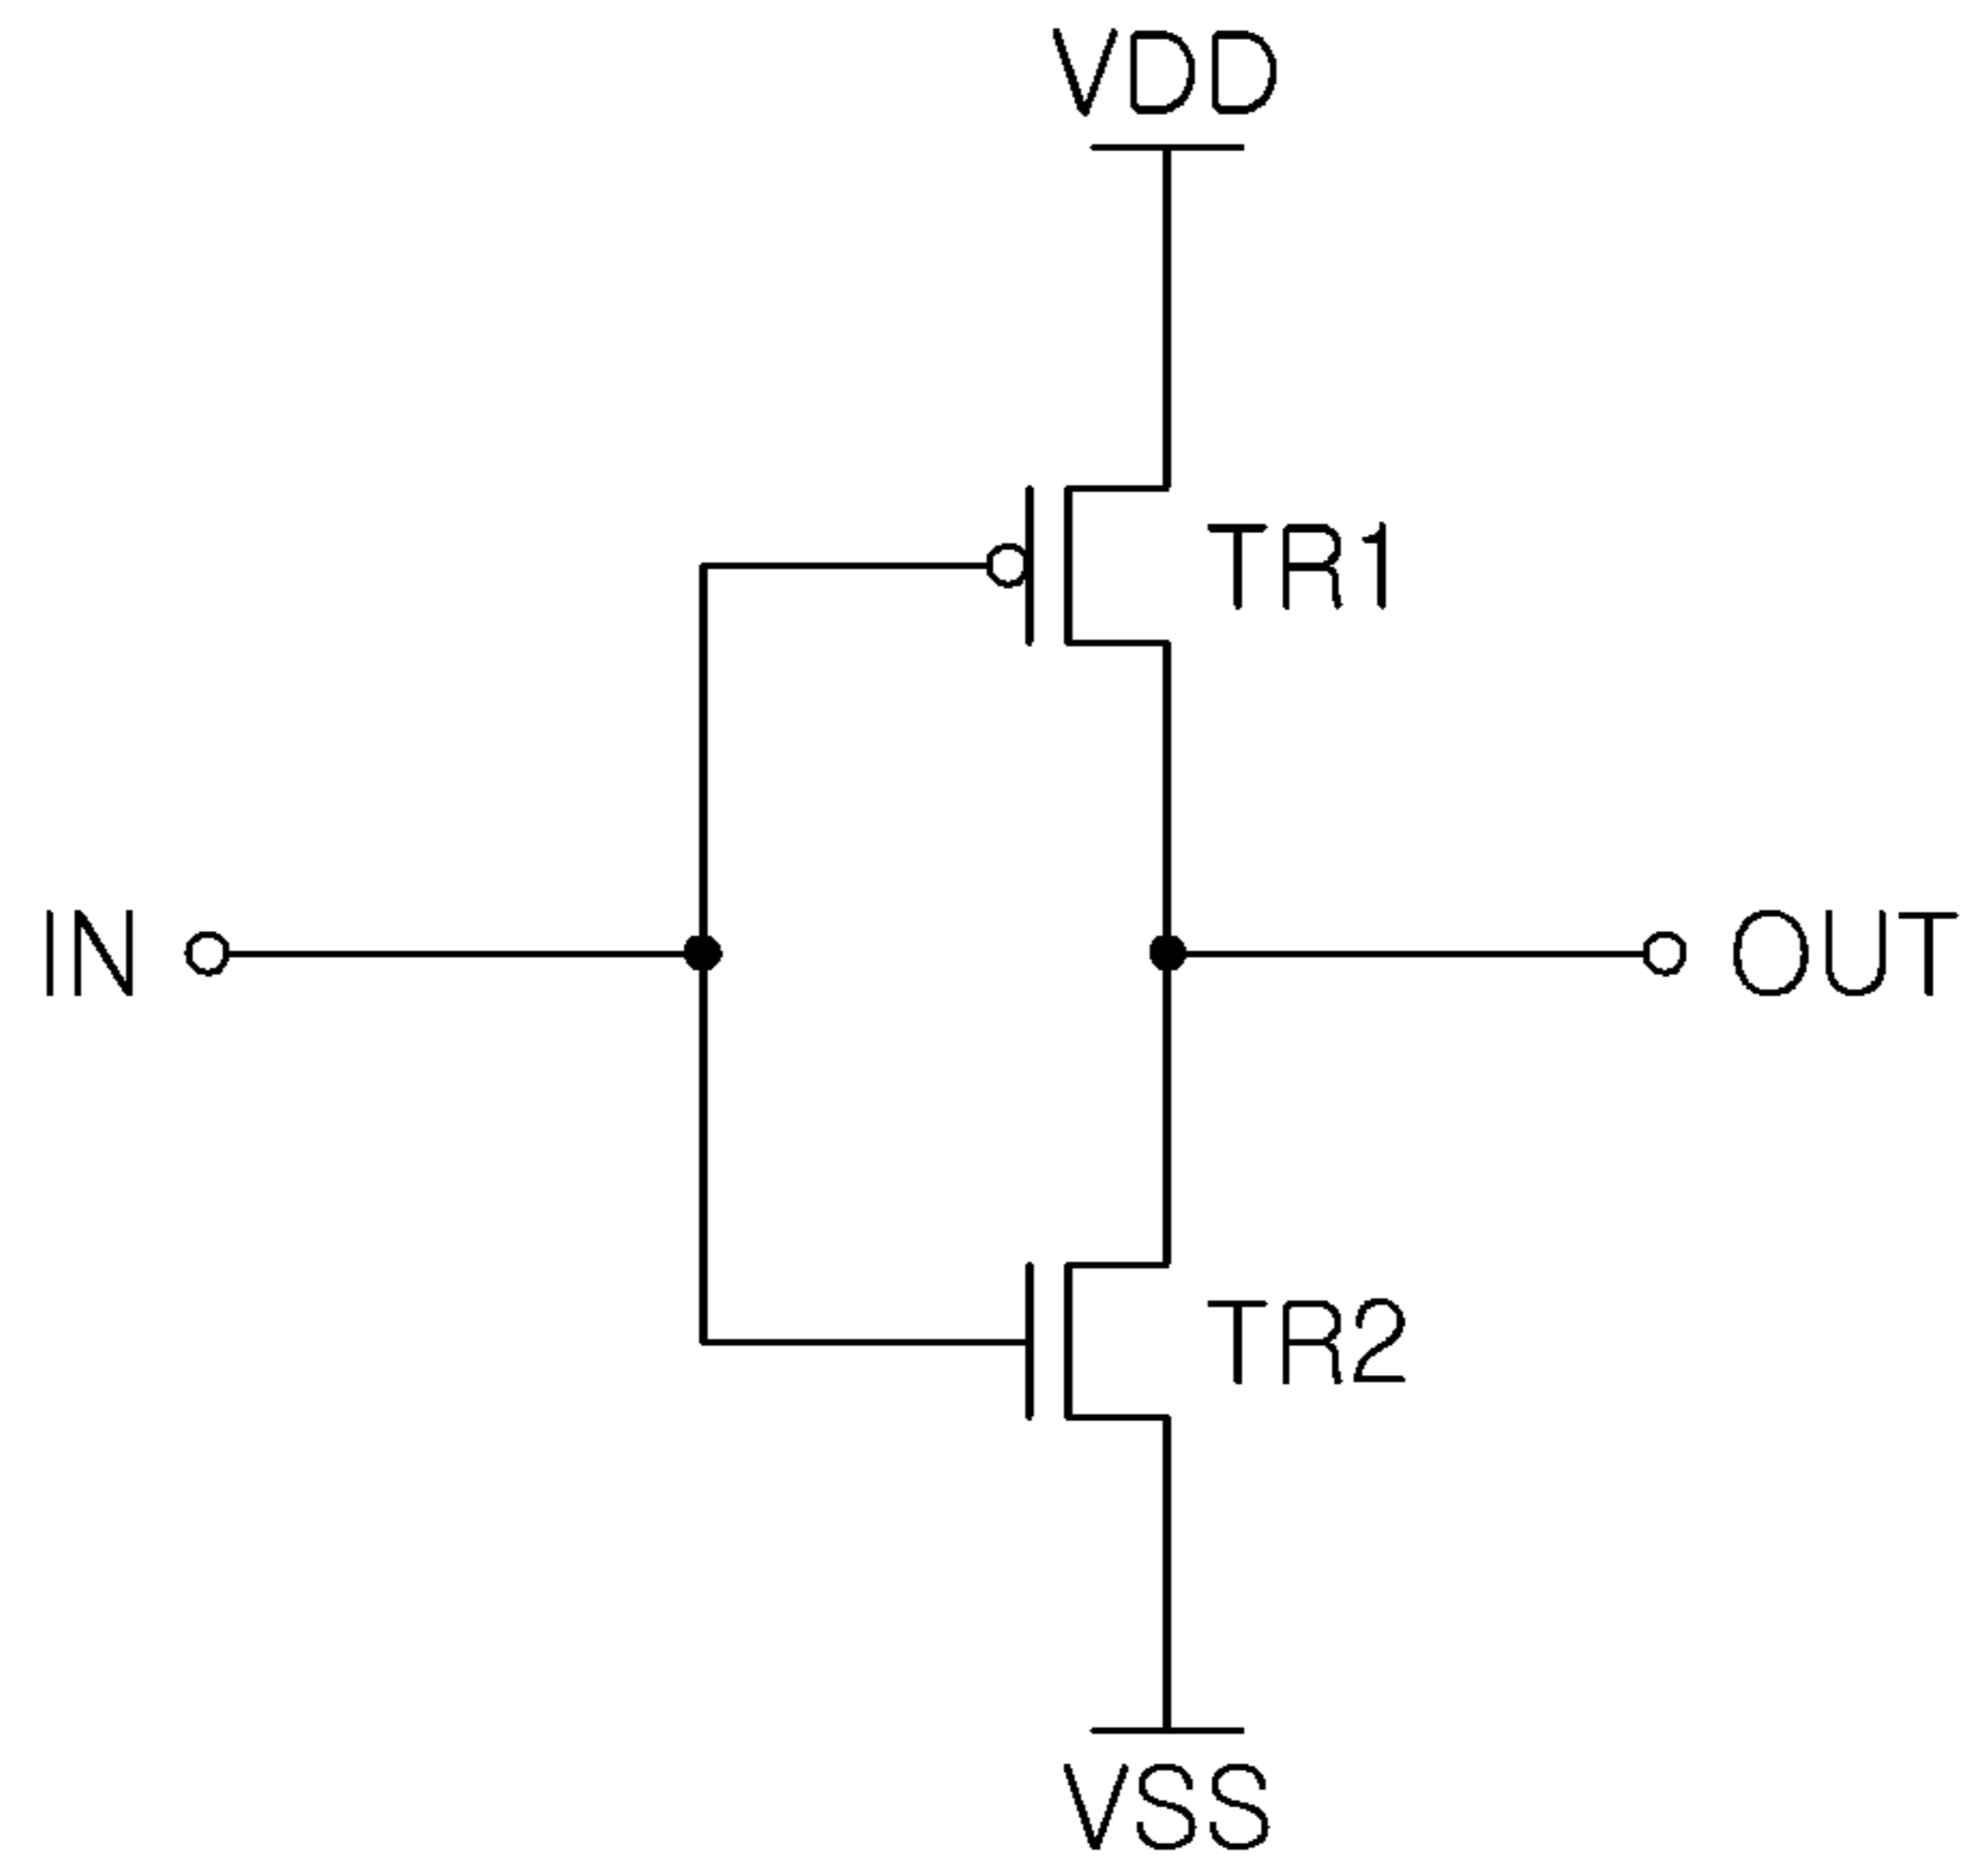 VDD
TR1
IN
OUT
TR2
VSS